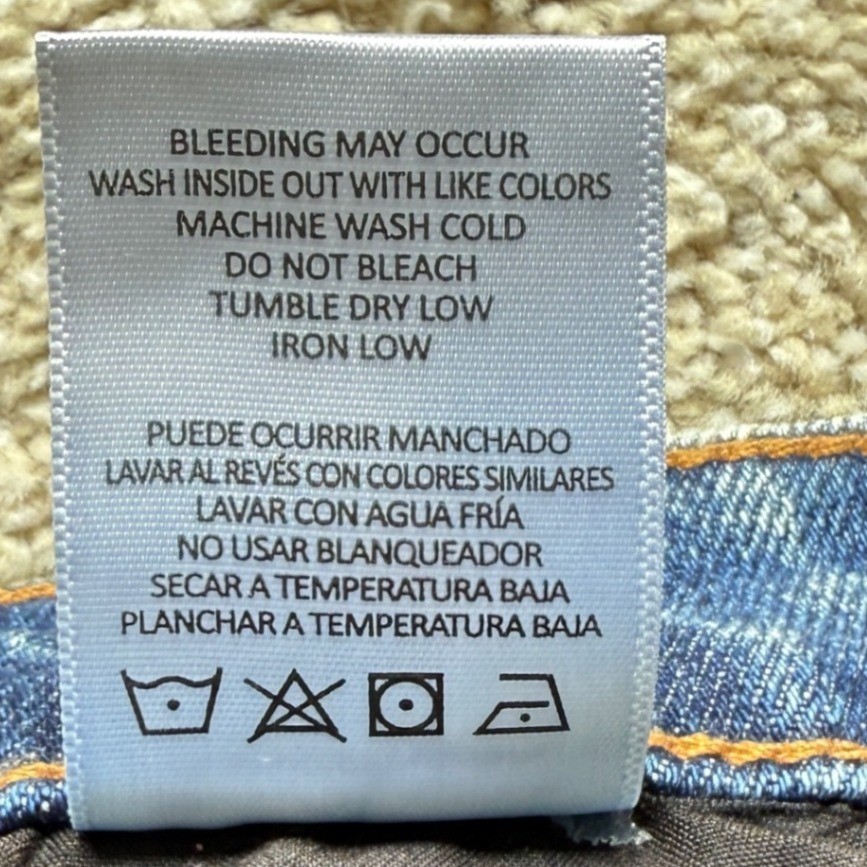 BLEEDING MAY OCCUR
WASH INSIDE OUT WITH LIKE COLORS
MACHINE WASH COLD
DO NOT BLEACH
TUMBLE DRY LOW
IRON LOW
PUEDE OCURRIR MANCHADO
LAVAR AL REVÉS CON COLORES SIMILARES
LAVAR CON AGUA FRÍA
NO USAR BLANQUEADOR
SECAR A TEMPERATURA BAJA
PLANCHAR A TEMPERATURA BAJA